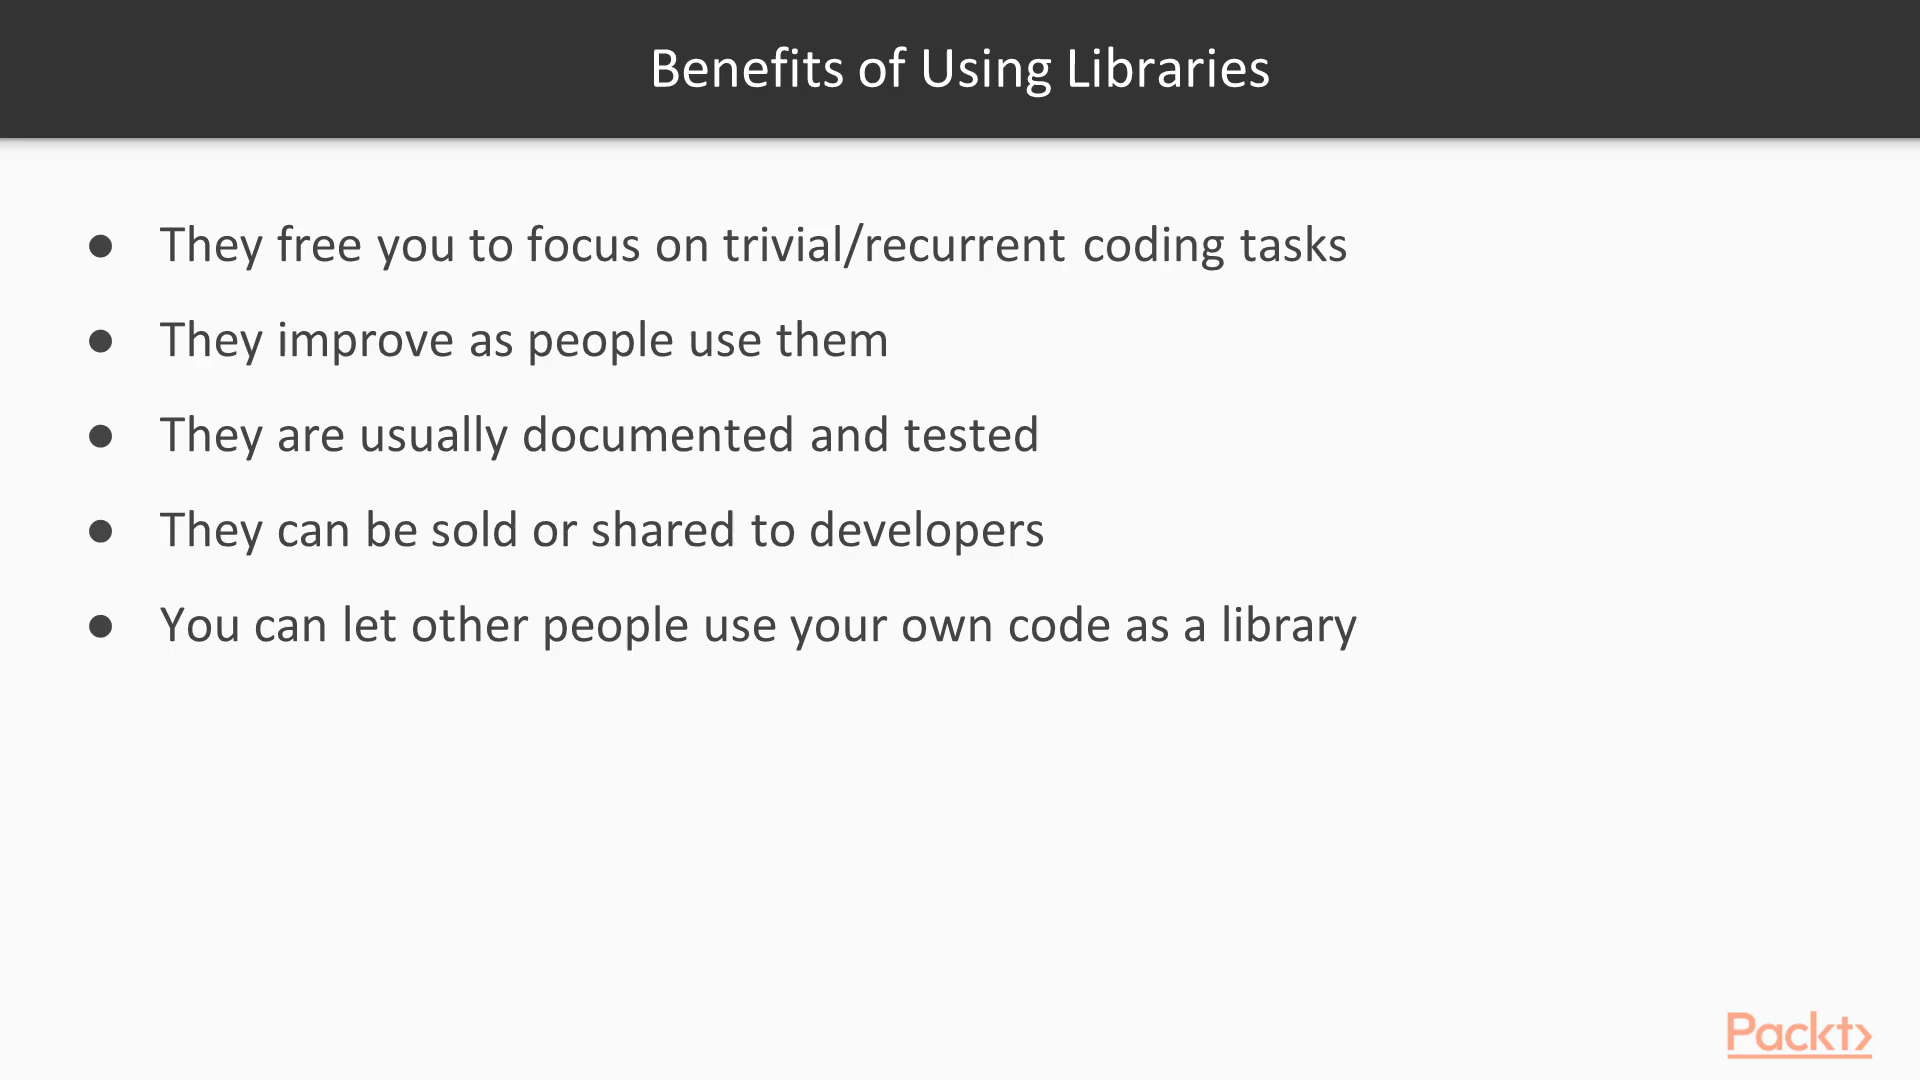 Benefits of Using Libraries
● They free you to focus on trivial/recurrent coding tasks
● They improve as people use them
● They are usually documented and tested
● They can be sold or shared to developers
● You can let other people use your own code as a library
Packt>